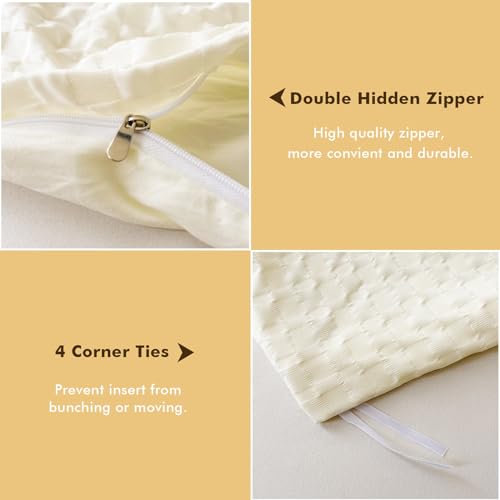 Double Hidden Zipper
High quality zipper,
more convient and durable.
4 Corner Ties
Prevent insert from
bunching or moving.